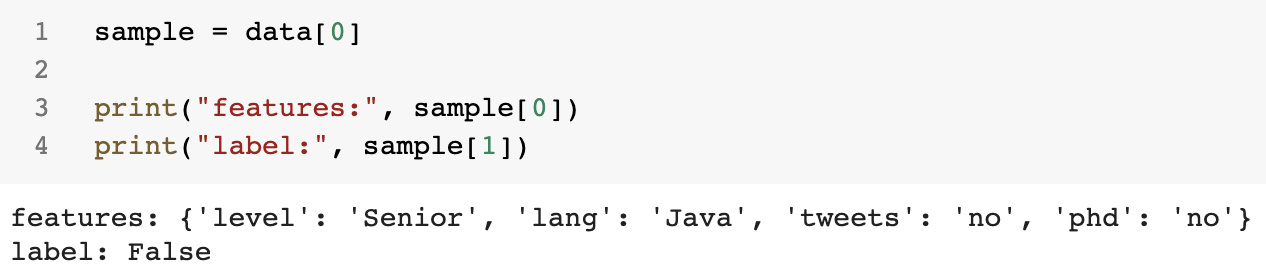 1 sample = data[0]
2
3 print("features:", sample[0])
4 print("label:", sample[1])
features: {'level': 'Senior', 'lang': 'Java', 'tweets': 'no', 'phd': 'no'}
label: False